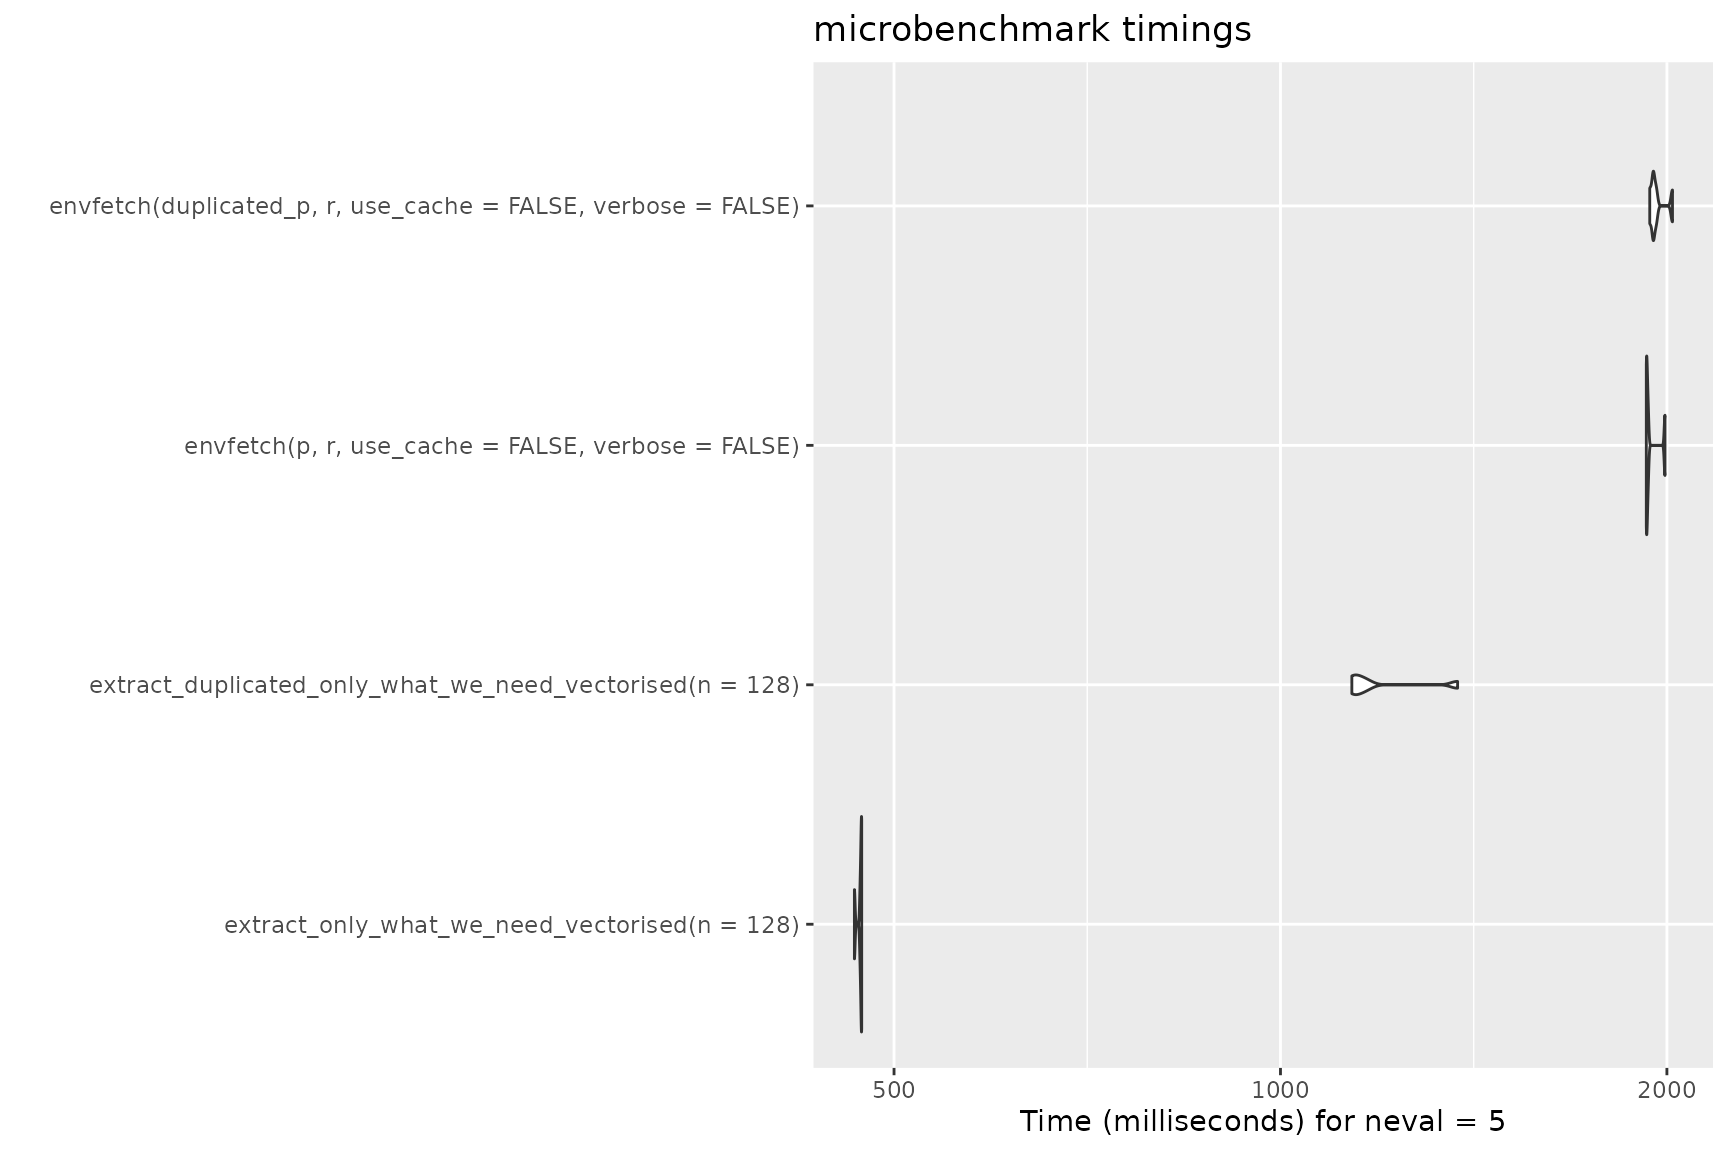 microbenchmark timings
envfetch(duplicated_p, r, use_cache = FALSE, verbose = FALSE)
envfetch(p, r, use_cache = FALSE, verbose = FALSE)
extract_duplicated_only_what_we_need_vectorised(n = 128)
extract_only_what_we_need_vectorised(n = 128)
500 1000 2000
Time (milliseconds) for neval = 5